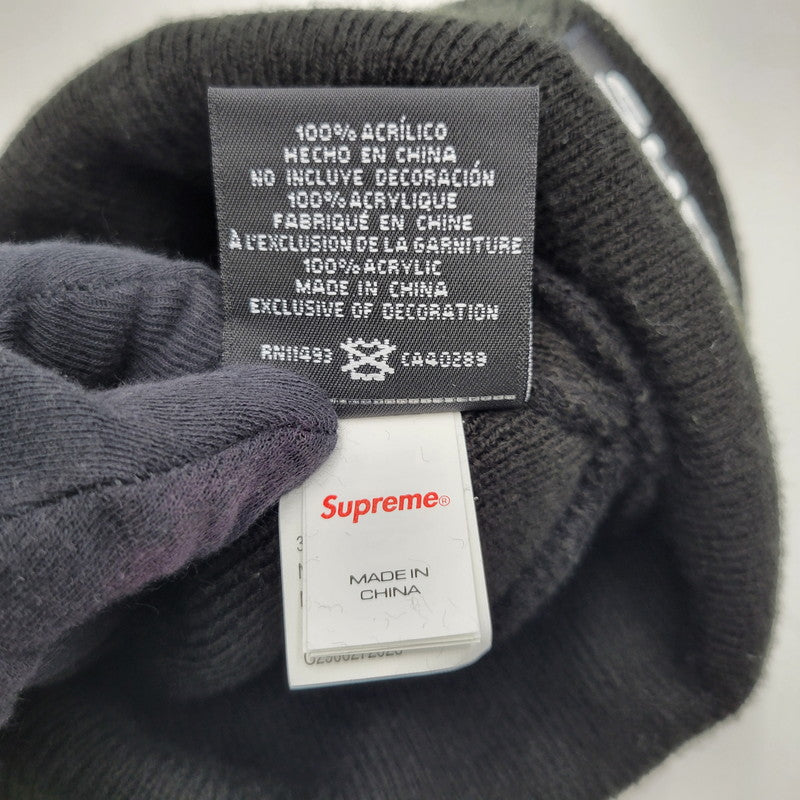 100% ACRÍLICO
HECHO EN CHINA
NO INCLUYE DECORACIÓN
100% ACRYLIQUE
FABRIQUÉ EN CHINE
À L'EXCLUSION DE LA GARNITURE
100% ACRYLIC
MADE IN CHINA
EXCLUSIVE OF DECORATION
RN11493 CA40289
Supreme®
MADE IN
CHINA